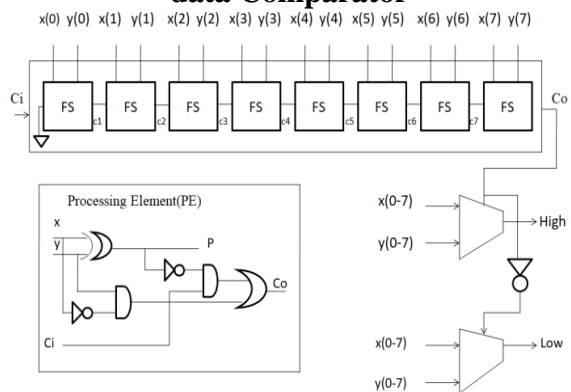 data Comparator
x(0) y(0) x(1) y(1) x(2) y(2) x(3) y(3) x(4) y(4) x(5) y(5) x(6) y(6) x(7) y(7)
Ci FS c1 FS c2 FS c3 FS c4 FS c5 FS c6 FS c7 FS Co
Processing Element(PE)
x
y
P
Co
Ci
x(0-7)
High
y(0-7)
x(0-7)
Low
y(0-7)